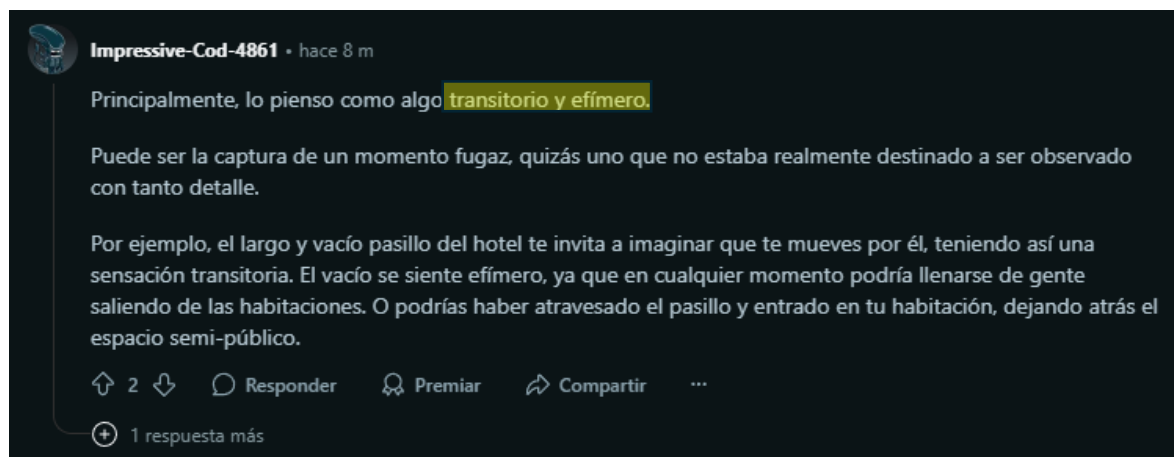 Impressive-Cod-4861 • hace 8 m
Principalmente, lo pienso como algo transitorio y efímero.
Puede ser la captura de un momento fugaz, quizás uno que no estaba realmente destinado a ser observado
con tanto detalle.
Por ejemplo, el largo y vacío pasillo del hotel te invita a imaginar que te mueves por él, teniendo así una
sensación transitoria. El vacío se siente efímero, ya que en cualquier momento podría llenarse de gente
saliendo de las habitaciones. O podrías haber atravesado el pasillo y entrado en tu habitación, dejando atrás el
espacio semi-público.
2 Responder Premiar Compartir ...
1 respuesta más